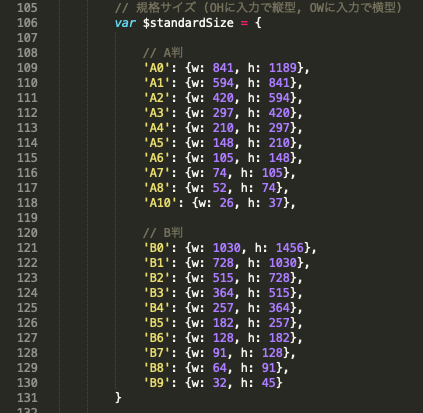 105 // 規格サイズ (OHに入力で縦型, OWに入力で横型)
106 var $standardSize = {
107
108 // A判
109 'A0': {w: 841, h: 1189},
110 'A1': {w: 594, h: 841},
111 'A2': {w: 420, h: 594},
112 'A3': {w: 297, h: 420},
113 'A4': {w: 210, h: 297},
114 'A5': {w: 148, h: 210},
115 'A6': {w: 105, h: 148},
116 'A7': {w: 74, h: 105},
117 'A8': {w: 52, h: 74},
118 'A10': {w: 26, h: 37},
119
120 // B判
121 'B0': {w: 1030, h: 1456},
122 'B1': {w: 728, h: 1030},
123 'B2': {w: 515, h: 728},
124 'B3': {w: 364, h: 515},
125 'B4': {w: 257, h: 364},
126 'B5': {w: 182, h: 257},
127 'B6': {w: 128, h: 182},
128 'B7': {w: 91, h: 128},
129 'B8': {w: 64, h: 91},
130 'B9': {w: 32, h: 45}
131 }
132